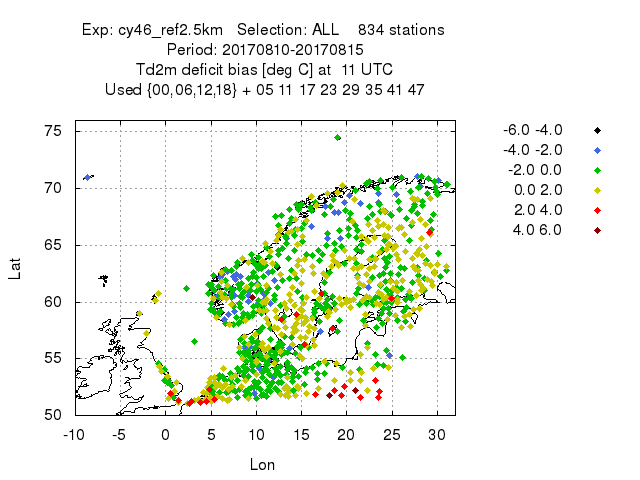 Exp: cy46_ref2.5km   Selection: ALL    834 stations
Period: 20170810-20170815
Td2m deficit bias [deg C] at  11 UTC
Used {00,06,12,18} + 05 11 17 23 29 35 41 47
-6.0 -4.0
-4.0 -2.0
-2.0 0.0
0.0 2.0
2.0 4.0
4.0 6.0
75
70
65
60
55
50
Lat
-10 -5 0 5 10 15 20 25 30
Lon